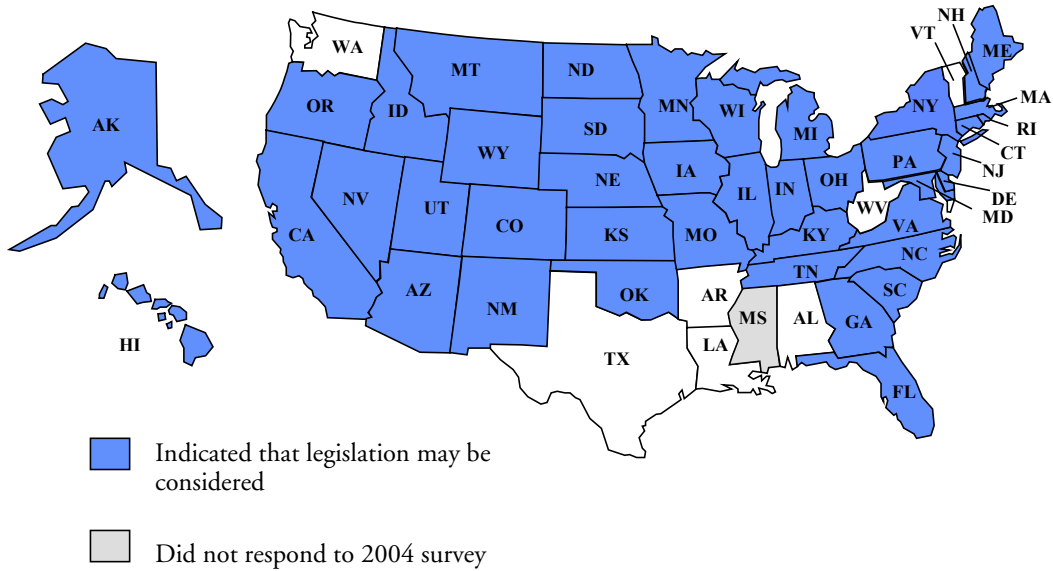 NH
VT
WA
ME
MT
ND
MN
MA
OR
ID
WI
NY
AK
SD
MI
RI
WY
CT
PA
IA
NJ
NE
OH
NV
IL
IN
DE
UT
WV
MD
CO
VA
CA
KS
MO
KY
NC
TN
AZ
OK
AR
SC
NM
MS
AL
GA
HI
LA
TX
FL
Indicated that legislation may be
considered
Did not respond to 2004 survey